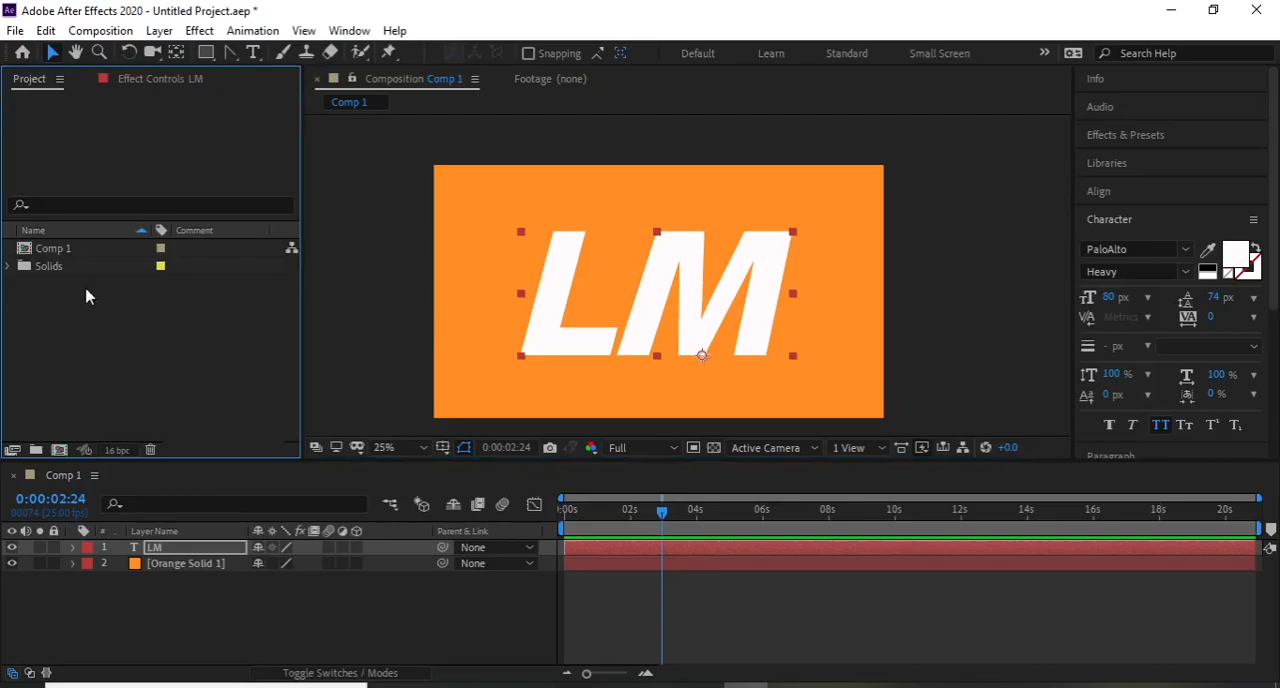 Adobe After Effects 2020 - Untitled Project.aep *
File Edit Composition Layer Effect Animation View Window Help
Snapping Default Learn Standard Small Screen Search Help
Project Effect Controls LM
Composition Comp 1 Footage (none)
Comp 1
Name Comment
Comp 1
Solids
16 bpc
LM
25% 0:00:02:24 Full Active Camera 1 View +0.0
Info
Audio
Effects & Presets
Libraries
Align
Character
PaloAlto
Heavy
80 px 74 px
Metrics 0
- px
100 % 100 %
0 px 0 %
T T TT Tt T¹ T₁
Paragraph
Comp 1
0:00:02:24
00074 (25.00 fps)
# Layer Name Parent & Link
1 T LM None
2 [Orange Solid 1] None
:00s 02s 04s 06s 08s 10s 12s 14s 16s 18s 20s
Toggle Switches / Modes